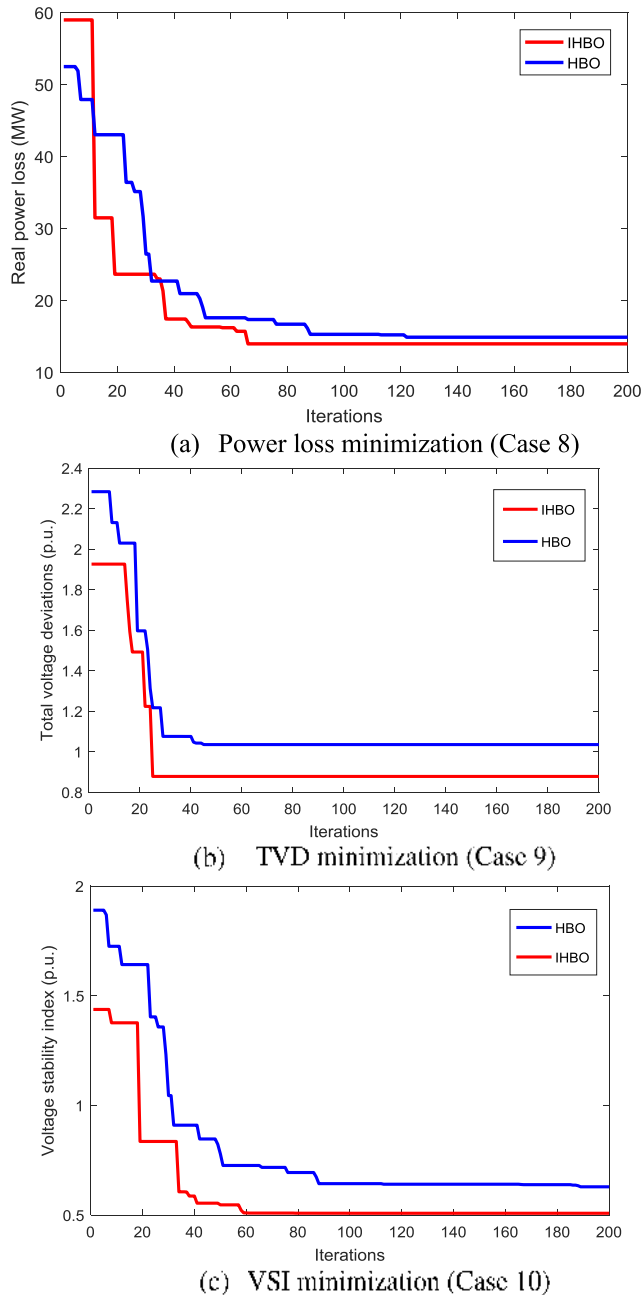 60
50
40
30
20
10
Real power loss (MW)
IHBO
HBO
0 20 40 60 80 100 120 140 160 180 200
Iterations
(a) Power loss minimization (Case 8)
2.4
2.2
2
1.8
1.6
1.4
1.2
1
0.8
Total voltage deviations (p.u.)
IHBO
HBO
0 20 40 60 80 100 120 140 160 180 200
Iterations
(b) TVD minimization (Case 9)
2
1.5
1
0.5
Voltage stability index (p.u.)
HBO
IHBO
0 20 40 60 80 100 120 140 160 180 200
Iterations
(c) VSI minimization (Case 10)